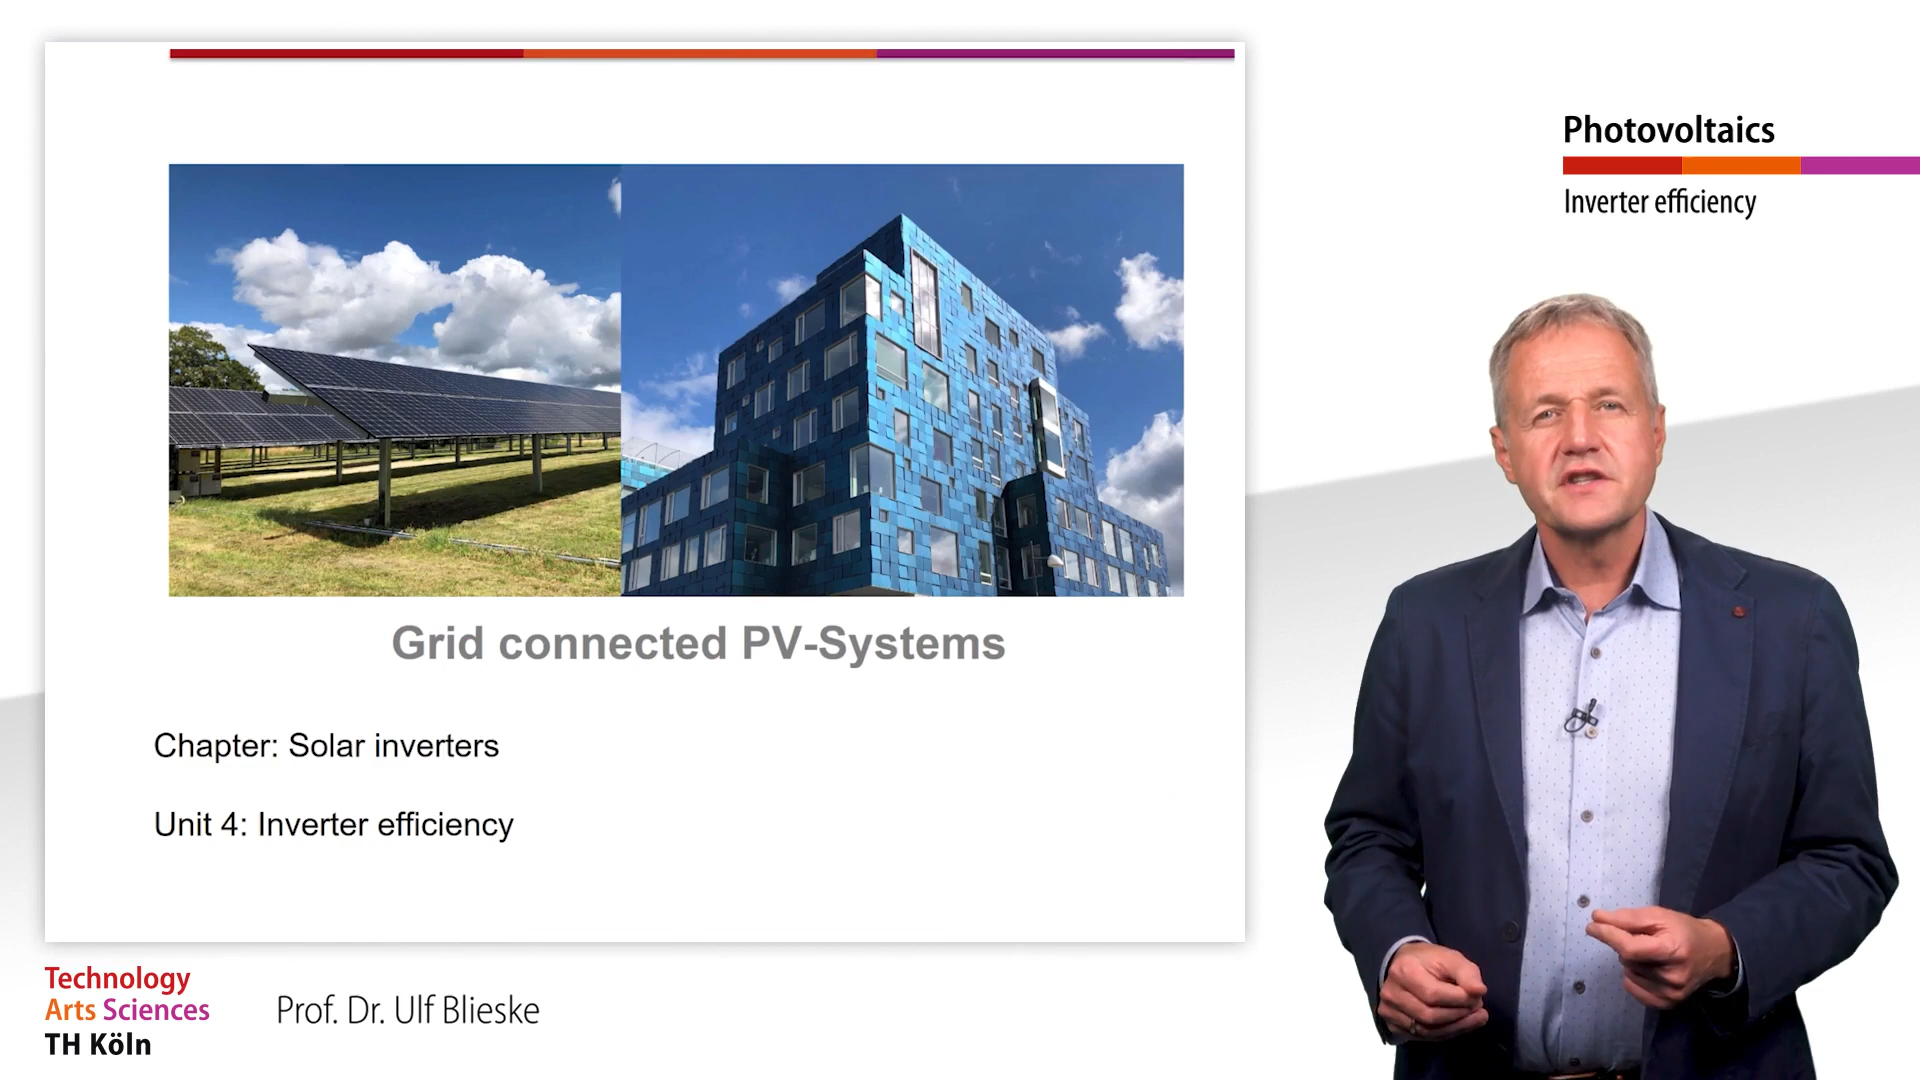 Photovoltaics
Inverter efficiency
Grid connected PV-Systems
Chapter: Solar inverters
Unit 4: Inverter efficiency
Technology
Arts Sciences
TH Köln
Prof. Dr. Ulf Blieske